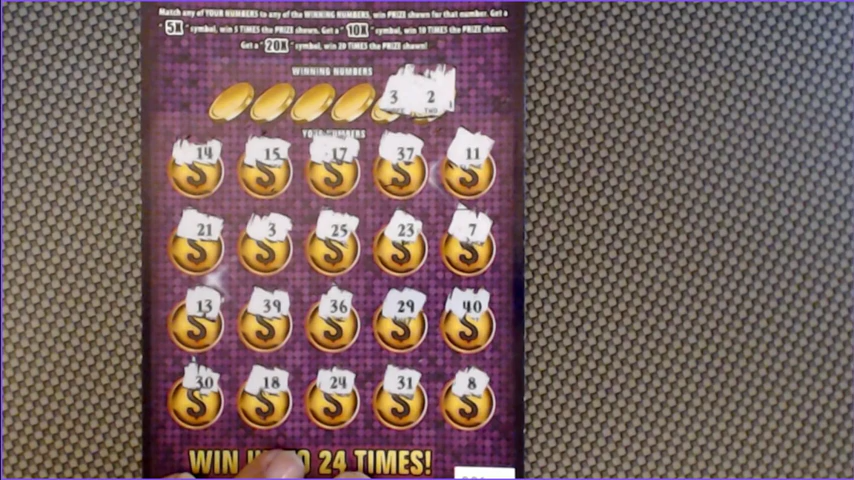 Match any of YOUR NUMBERS to any of the WINNING NUMBERS, win PRIZE shown for that number. Get a
"5X" symbol, win 5 TIMES the PRIZE shown. Get a "10X" symbol, win 10 TIMES the PRIZE shown.
Get a "20X" symbol, win 20 TIMES the PRIZE shown!
WINNING NUMBERS
3 2
YOUR NUMBERS
14 15 17 37 11
21 3 25 23 7
13 39 36 29 40
30 18 24 31 8
WIN 24 TIMES!